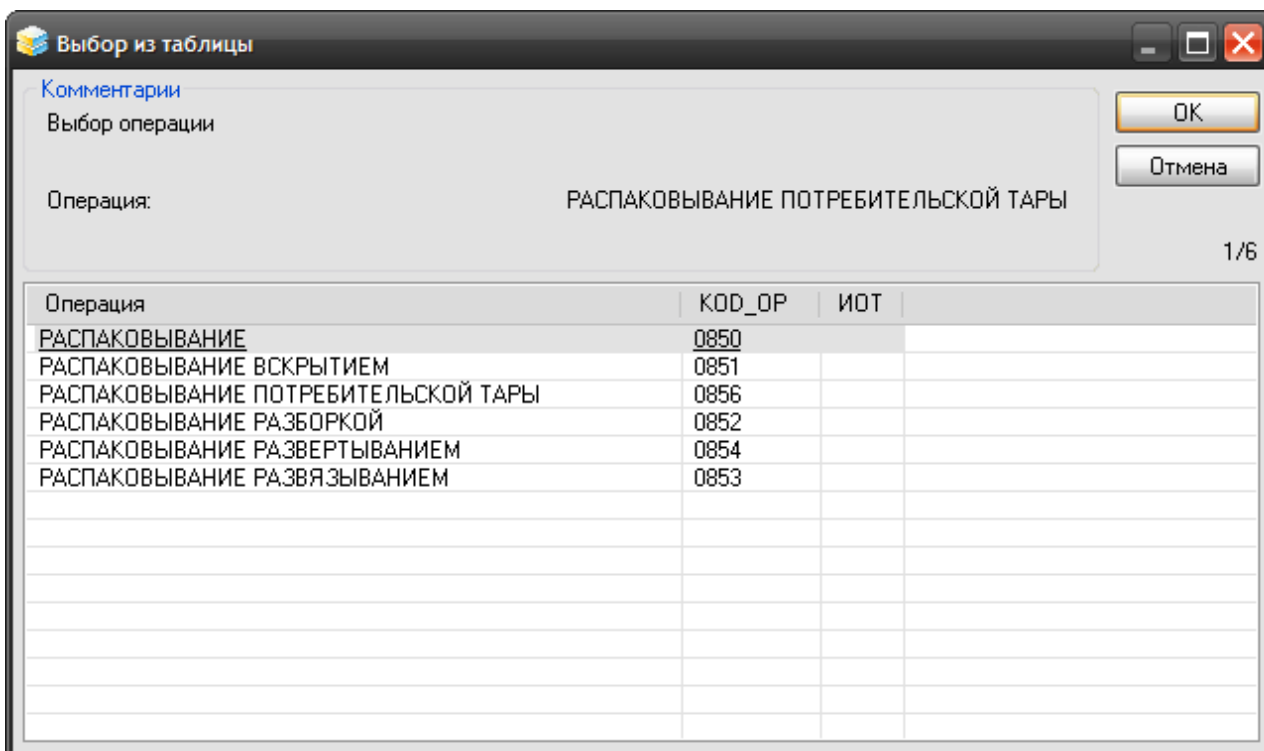 Выбор из таблицы
Комментарии
Выбор операции
OK
Отмена
Операция: РАСПАКОВЫВАНИЕ ПОТРЕБИТЕЛЬСКОЙ ТАРЫ
1/6
Операция KOD_OP ИОТ
РАСПАКОВЫВАНИЕ 0850
РАСПАКОВЫВАНИЕ ВСКРЫТИЕМ 0851
РАСПАКОВЫВАНИЕ ПОТРЕБИТЕЛЬСКОЙ ТАРЫ 0856
РАСПАКОВЫВАНИЕ РАЗБОРКОЙ 0852
РАСПАКОВЫВАНИЕ РАЗВЕРТЫВАНИЕМ 0854
РАСПАКОВЫВАНИЕ РАЗВЯЗЫВАНИЕМ 0853